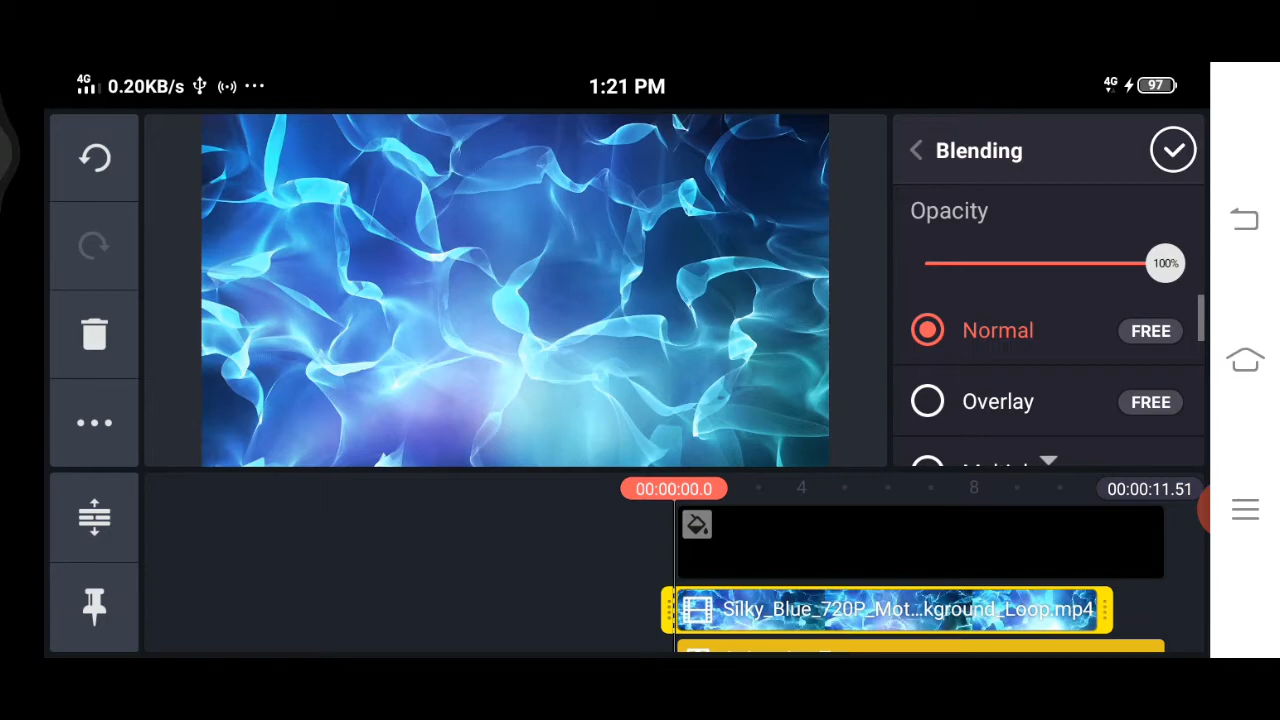 4G 0.20KB/s ... 1:21 PM 4G 97
Blending
Opacity
100%
Normal FREE
Overlay FREE
00:00:00.0 4 8 00:00:11.51
Silky_Blue_720P_Mot...kground_Loop.mp4